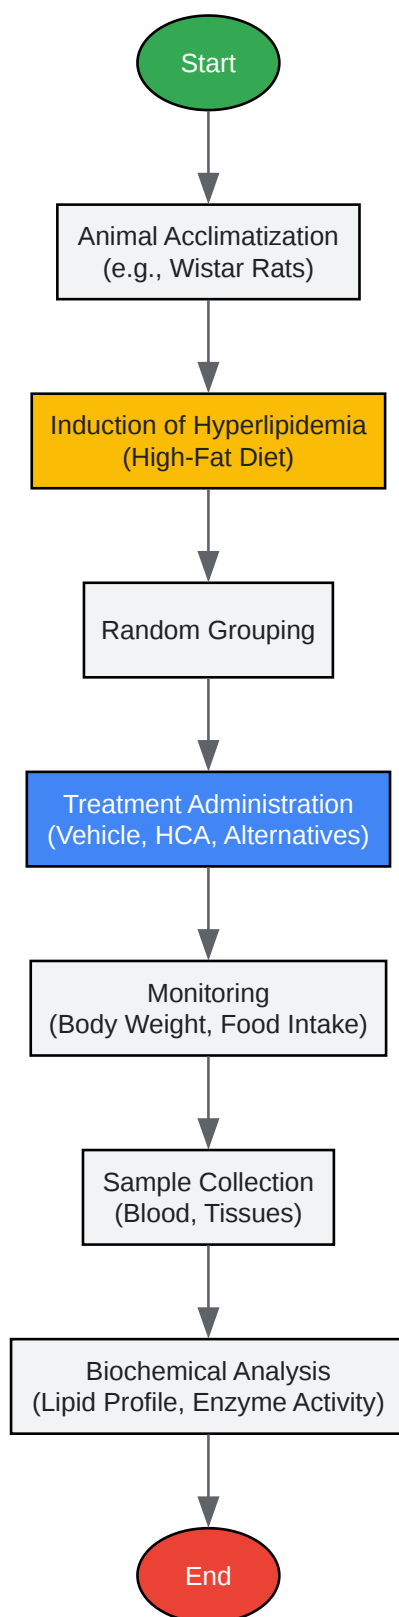 Start
Animal Acclimatization
(e.g., Wistar Rats)
Induction of Hyperlipidemia
(High-Fat Diet)
Random Grouping
Treatment Administration
(Vehicle, HCA, Alternatives)
Monitoring
(Body Weight, Food Intake)
Sample Collection
(Blood, Tissues)
Biochemical Analysis
(Lipid Profile, Enzyme Activity)
End